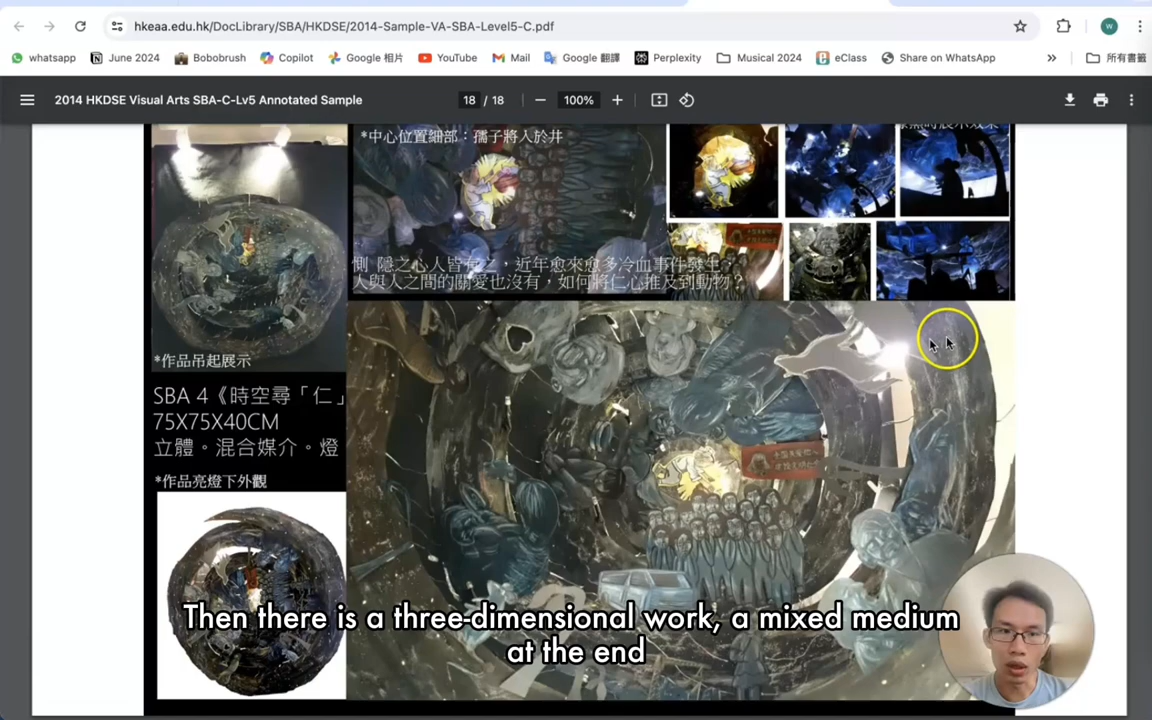 hkeaa.edu.hk/DocLibrary/SBA/HKDSE/2014-Sample-VA-SBA-Level5-C.pdf
W
whatsapp
June 2024
Bobobrush
Copilot
Google 相片
YouTube
Mail
Google 翻譯
Perplexity
Musical 2024
eClass
Share on WhatsApp
所有書籤
2014 HKDSE Visual Arts SBA-C-Lv5 Annotated Sample
18 / 18
100%
*中心位置細部：孺子將人於井
惻 隱之心人皆有之，近年愈來愈多冷血事件發生；
人與人之間的關愛也沒有，如何將仁心推及到動物？
*作品吊起展示
SBA 4《時空尋「仁」
75X75X40CM
立體。混合媒介。燈
*作品亮燈下外觀
Then there is a three-dimensional work, a mixed medium
at the end